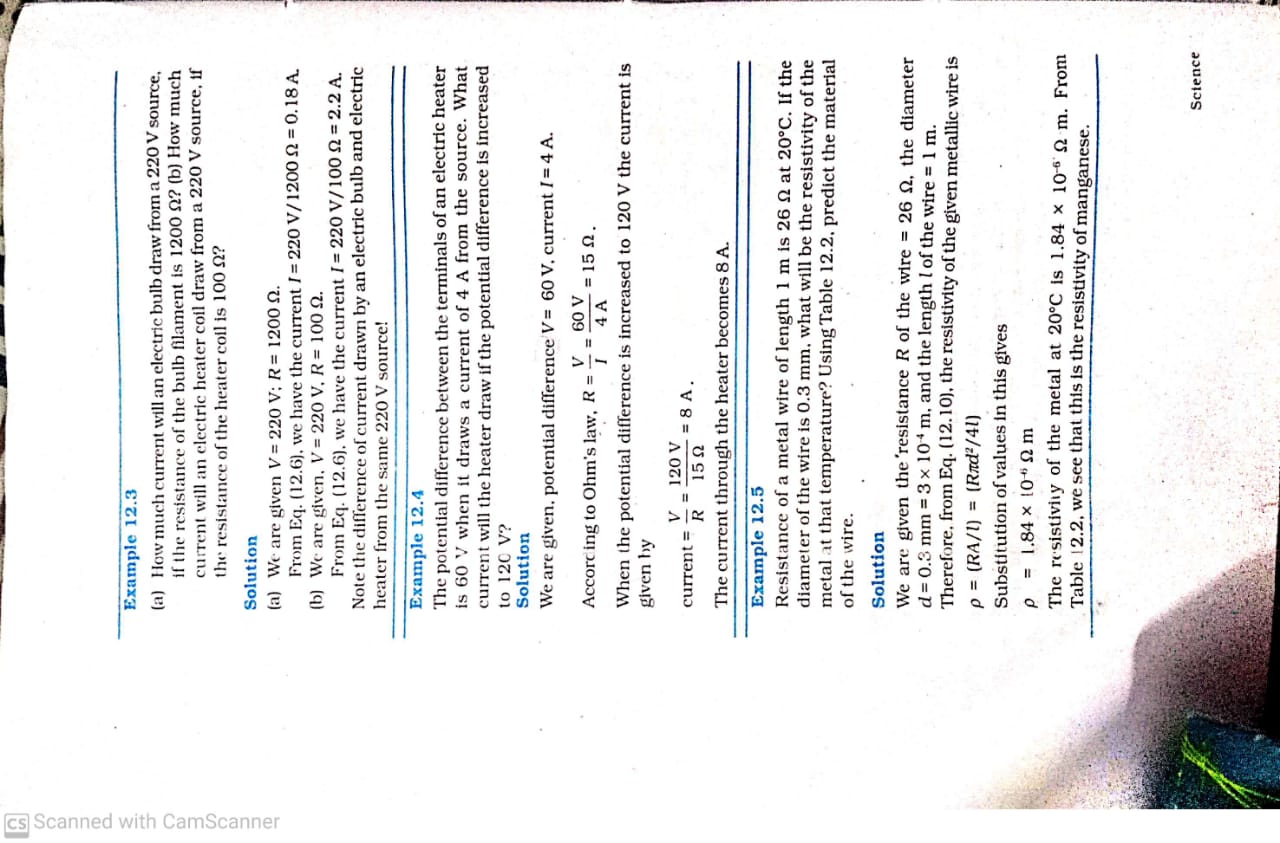 Example 12.3
(a) How much current will an electric bulb draw from a 220 V source,
if the resistance of the bulb filament is 1200 Ω? (b) How much
current will an electric heater coil draw from a 220 V source, if
the resistance of the heater coil is 100 Ω?
Solution
(a) We are given V = 220 V; R = 1200 Ω.
From Eq. (12.6), we have the current I = 220 V/1200 Ω = 0.18 A.
(b) We are given, V = 220 V, R = 100 Ω.
From Eq. (12.6), we have the current I = 220 V/100 Ω = 2.2 A.
Note the difference of current drawn by an electric bulb and electric
heater from the same 220 V source!
Example 12.4
The potential difference between the terminals of an electric heater
is 60 V when it draws a current of 4 A from the source. What
current will the heater draw if the potential difference is increased
to 120 V?
Solution
We are given, potential difference V = 60 V, current I = 4 A.
According to Ohm's law, R = V/I = 60 V/4 A = 15 Ω.
When the potential difference is increased to 120 V the current is
given by
current = V/R = 120 V/15 Ω = 8 A.
The current through the heater becomes 8 A.
Example 12.5
Resistance of a metal wire of length 1 m is 26 Ω at 20°C. If the
diameter of the wire is 0.3 mm, what will be the resistivity of the
metal at that temperature? Using Table 12.2, predict the material
of the wire.
Solution
We are given the resistance R of the wire = 26 Ω, the diameter
d = 0.3 mm = 3 × 10⁻⁴ m, and the length l of the wire = 1 m.
Therefore, from Eq. (12.10), the resistivity of the given metallic wire is
ρ = (RA/l) = (Rπd²/4l)
Substitution of values in this gives
ρ = 1.84 × 10⁻⁶ Ω m
The resistivity of the metal at 20°C is 1.84 × 10⁻⁶ Ω m. From
Table 12.2, we see that this is the resistivity of manganese.
Science
CS Scanned with CamScanner